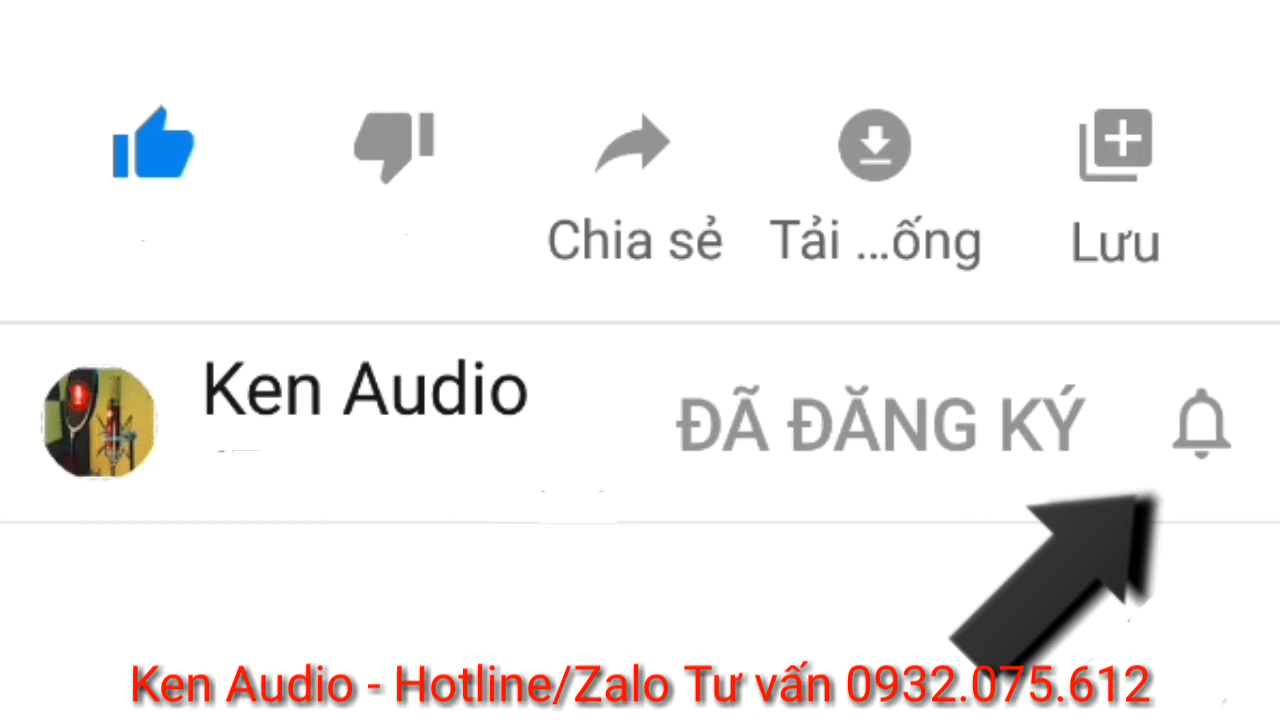 Chia sẻ Tải ...ống Lưu
Ken Audio
ĐÃ ĐĂNG KÝ
Ken Audio - Hotline/Zalo Tư vấn 0932.075.612